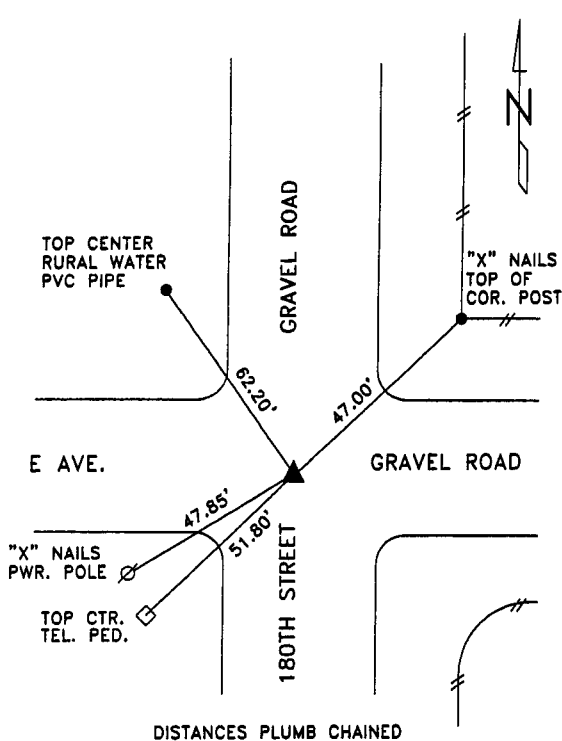 N
GRAVEL ROAD
TOP CENTER
RURAL WATER
PVC PIPE
"X" NAILS
TOP OF
COR. POST
62.20'
47.00'
E AVE.
GRAVEL ROAD
47.85'
51.80'
"X" NAILS
PWR. POLE
TOP CTR.
TEL. PED.
180TH STREET
DISTANCES PLUMB CHAINED